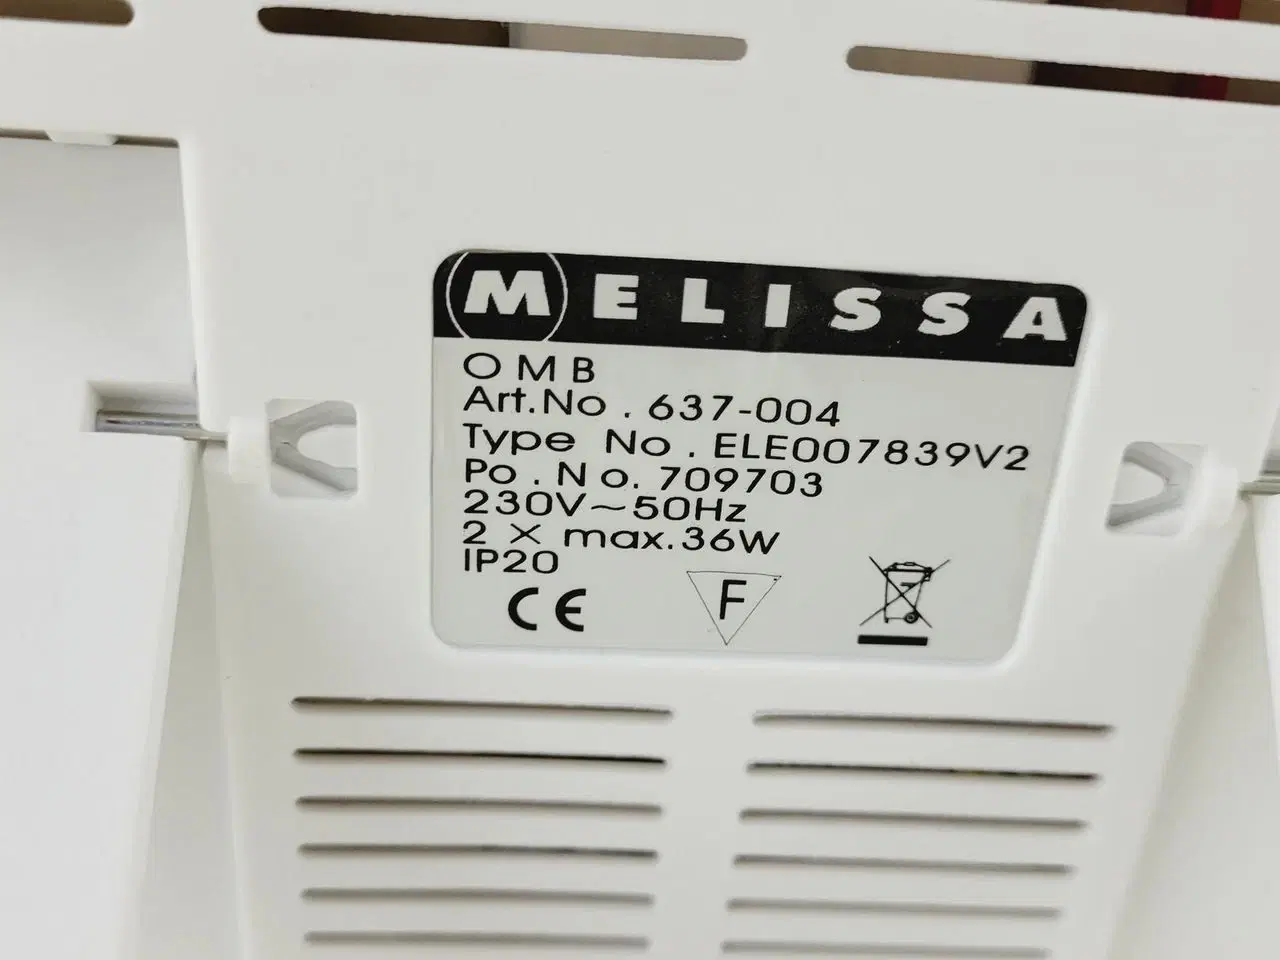 MELISSA
OMB
Art.No. 637-004
Type No. ELE007839V2
Po. No. 709703
230V~50Hz
2 X max.36W
IP20
CE F